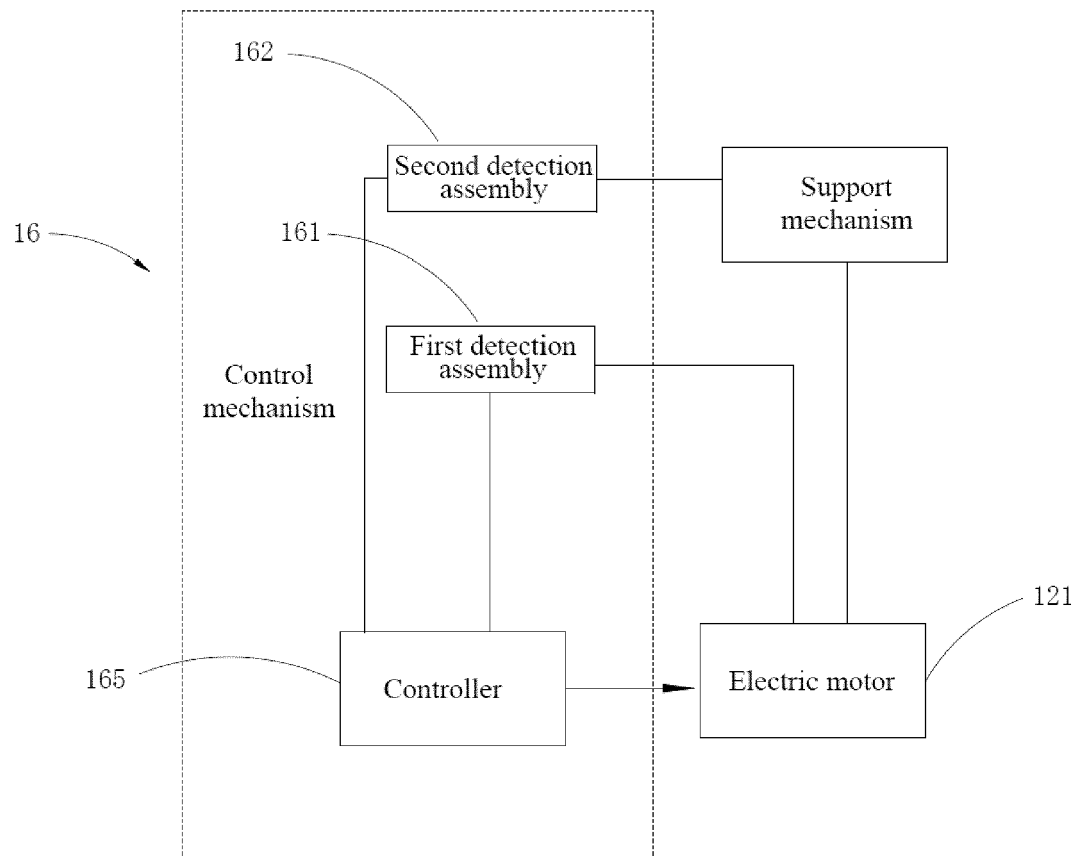 162
Second detection
assembly
Support
mechanism
16
161
First detection
assembly
Control
mechanism
121
165
Controller
Electric motor